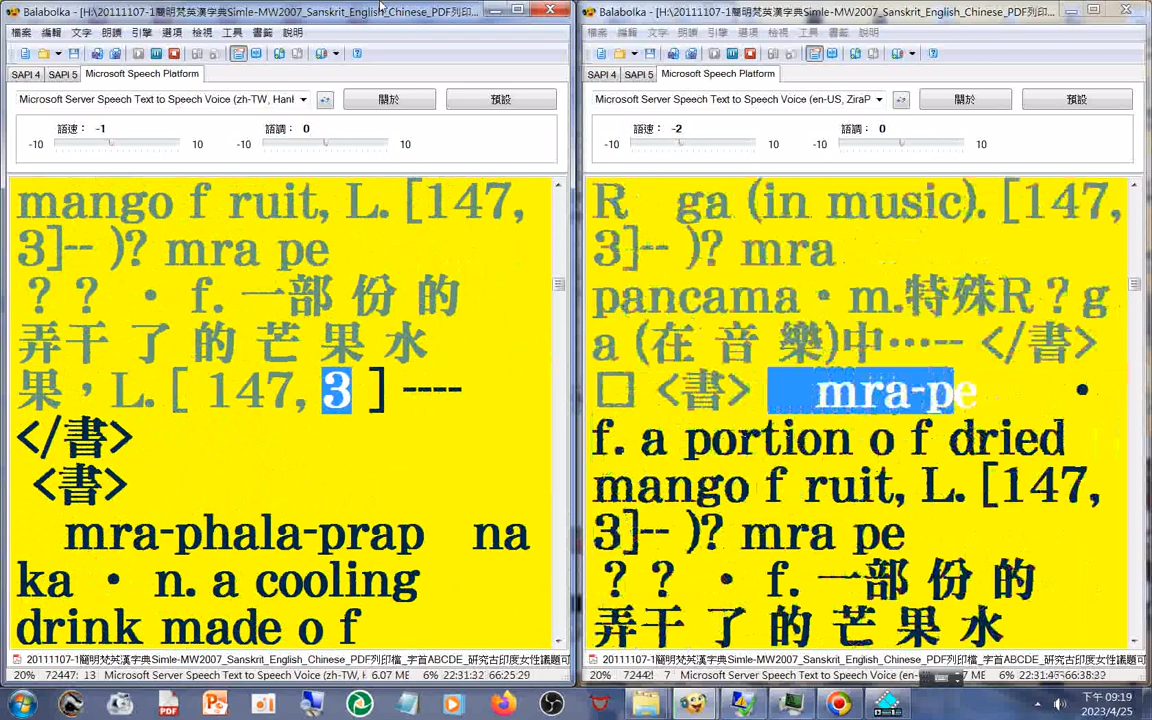 Balabolka - [H:\20111107-1簡明梵英漢字典Simle-MW2007_Sanskrit_English_Chinese_PDF列印...
檔案 編輯 文字 朗讀 引擎 選項 檢視 工具 書籤 說明
SAPI 4 SAPI 5 Microsoft Speech Platform
Microsoft Server Speech Text to Speech Voice (zh-TW, Hanl
關於 預設
語速： -1 語調： 0
-10 10 -10 10
mango f ruit, L. [147,
3]-- )? mra pe
？？ • f. 一部 份 的
弄干 了 的 芒 果 水
果，L. [ 147, 3 ] ----
</書>
<書>
mra-phala-prap na
ka • n. a cooling
drink made o f
20111107-1簡明梵英漢字典Simle-MW2007_Sanskrit_English_Chinese_PDF列印檔_字首ABCDE_研究古印度女性議題可
20% 72447: 13 Microsoft Server Speech Text to Speech Voice (zh-TW, H 6.07 ME 6% 22:31:32 66:25:29
Balabolka - [H:\20111107-1簡明梵英漢字典Simle-MW2007_Sanskrit_English_Chinese_PDF列印...
檔案 編輯 文字 朗讀 引擎 選項 檢視 工具 書籤 說明
SAPI 4 SAPI 5 Microsoft Speech Platform
Microsoft Server Speech Text to Speech Voice (en-US, ZiraP
關於 預設
語速： -2 語調： 0
-10 10 -10 10
R ga (in music). [147,
3]-- )? mra
pancama • m.特殊R？g
a (在 音 樂)中…-- </書>
□ <書> mra-pe •
f. a portion o f dried
mango f ruit, L. [147,
3]-- )? mra pe
？？ • f. 一部 份 的
弄干 了 的 芒 果 水
20111107-1簡明梵英漢字典Simle-MW2007_Sanskrit_English_Chinese_PDF列印檔_字首ABCDE_研究古印度女性議題可
20% Microsoft Server Speech Text to Speech Voice 6%
下午 09:19
2023/4/25